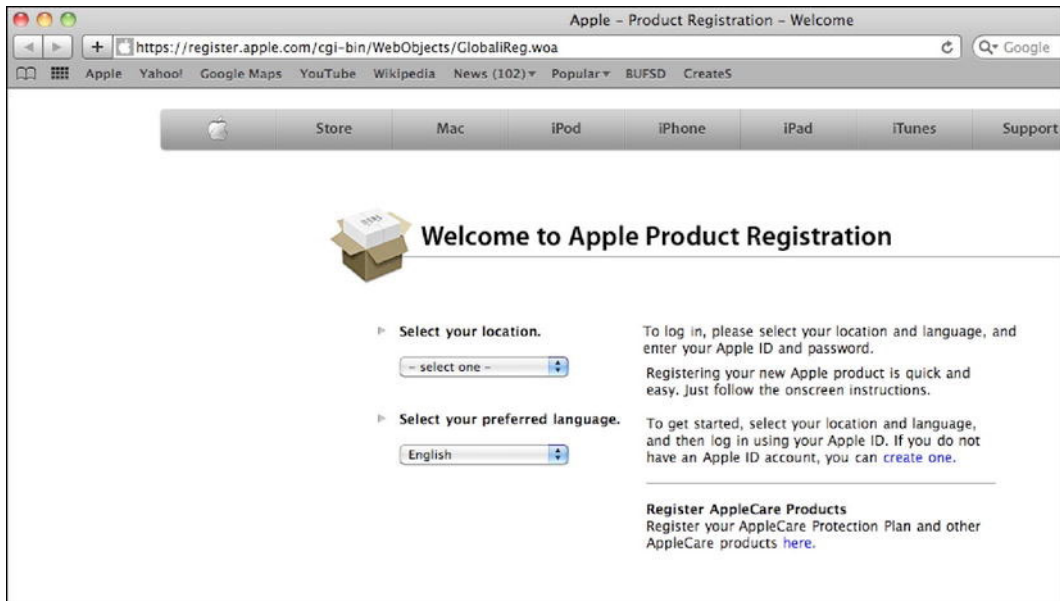 Apple – Product Registration – Welcome
https://register.apple.com/cgi-bin/WebObjects/GlobaliReg.woa
Google
Apple Yahoo! Google Maps YouTube Wikipedia News (102) Popular BUFSD CreateS
Store Mac iPod iPhone iPad iTunes Support
Welcome to Apple Product Registration
Select your location.
– select one –
Select your preferred language.
English
To log in, please select your location and language, and
enter your Apple ID and password.
Registering your new Apple product is quick and
easy. Just follow the onscreen instructions.
To get started, select your location and language,
and then log in using your Apple ID. If you do not
have an Apple ID account, you can create one.
Register AppleCare Products
Register your AppleCare Protection Plan and other
AppleCare products here.